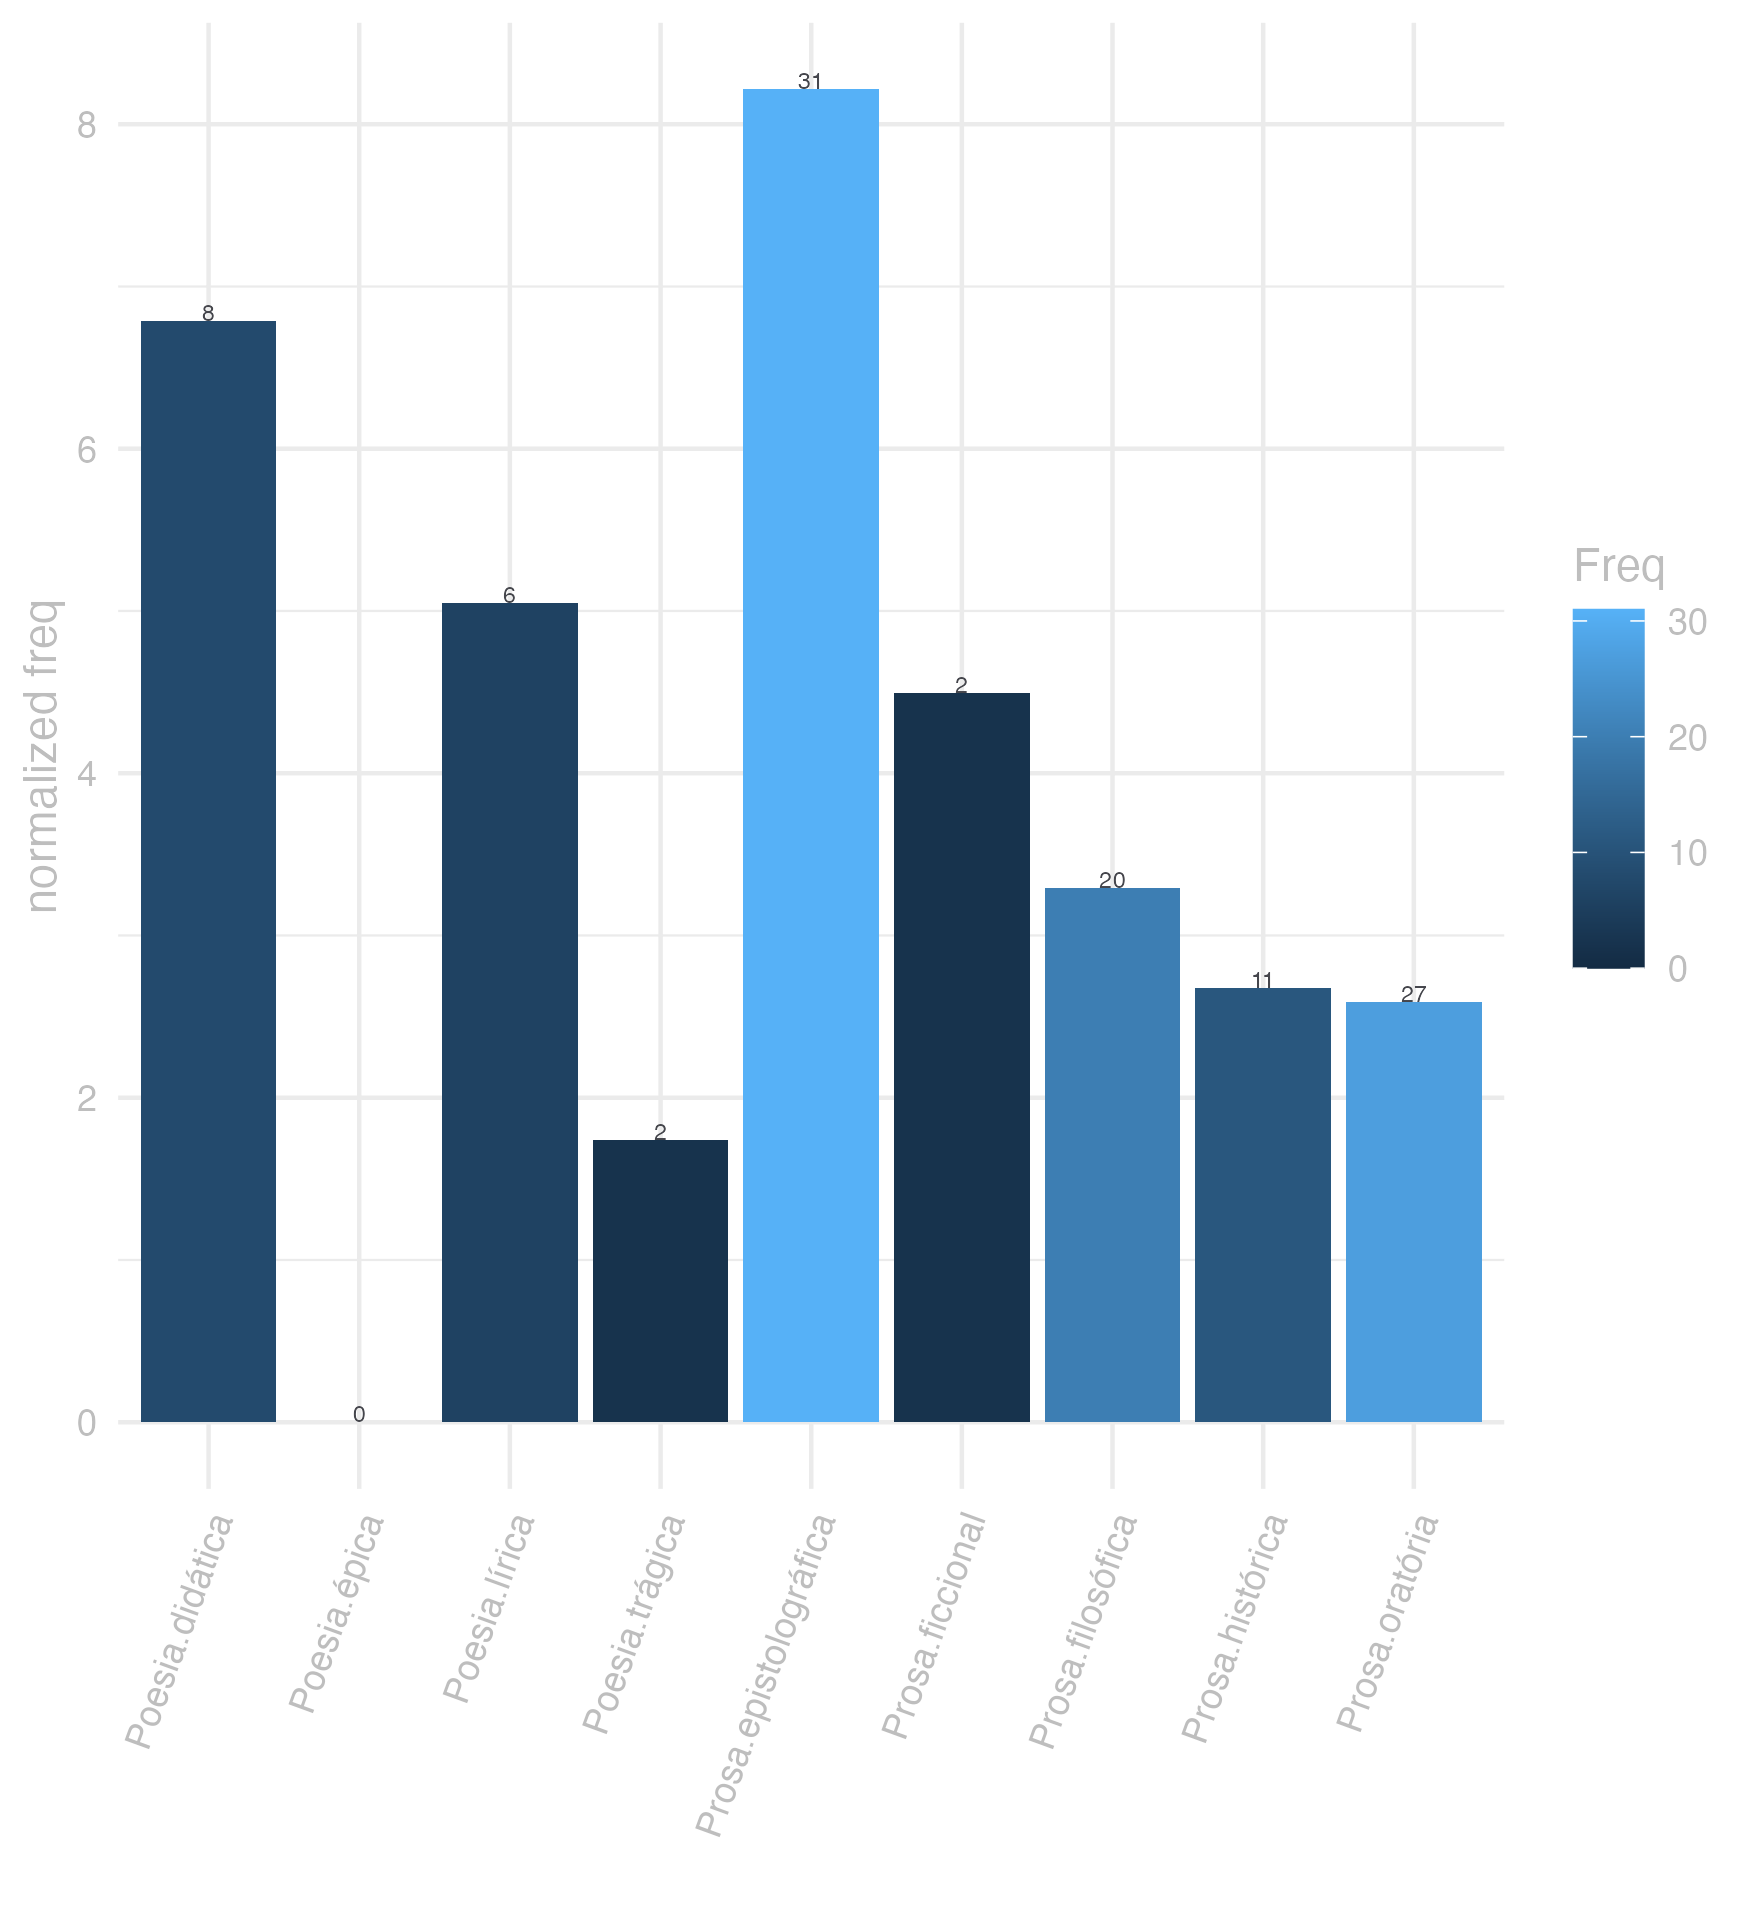 normalized freq
8
6
4
2
0
8
0
6
2
31
2
20
11
27
Poesia.didática
Poesia.épica
Poesia.lírica
Poesia.trágica
Prosa.epistolográfica
Prosa.ficcional
Prosa.filosófica
Prosa.histórica
Prosa.oratória
Freq
30
20
10
0